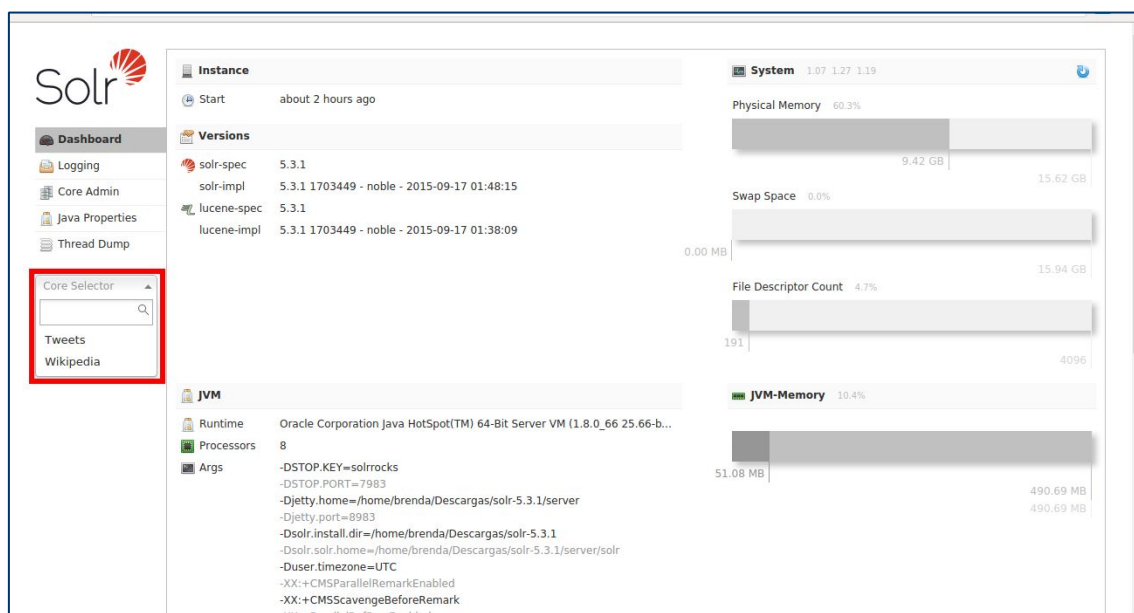 Solr
Dashboard
Logging
Core Admin
Java Properties
Thread Dump
Core Selector
Tweets
Wikipedia
Instance
Start about 2 hours ago
Versions
solr-spec 5.3.1
solr-impl 5.3.1 1703449 - noble - 2015-09-17 01:48:15
lucene-spec 5.3.1
lucene-impl 5.3.1 1703449 - noble - 2015-09-17 01:38:09
JVM
Runtime Oracle Corporation Java HotSpot(TM) 64-Bit Server VM (1.8.0_66 25.66-b...
Processors 8
Args -DSTOP.KEY=solrrocks
-DSTOP.PORT=7983
-Djetty.home=/home/brenda/Descargas/solr-5.3.1/server
-Djetty.port=8983
-Dsolr.install.dir=/home/brenda/Descargas/solr-5.3.1
-Dsolr.solr.home=/home/brenda/Descargas/solr-5.3.1/server/solr
-Duser.timezone=UTC
-XX:+CMSParallelRemarkEnabled
-XX:+CMSScavengeBeforeRemark
System 1.07 1.27 1.19
Physical Memory 60.3%
9.42 GB
15.62 GB
Swap Space 0.0%
0.00 MB
15.94 GB
File Descriptor Count 4.7%
191
4096
JVM-Memory 10.4%
51.08 MB
490.69 MB
490.69 MB